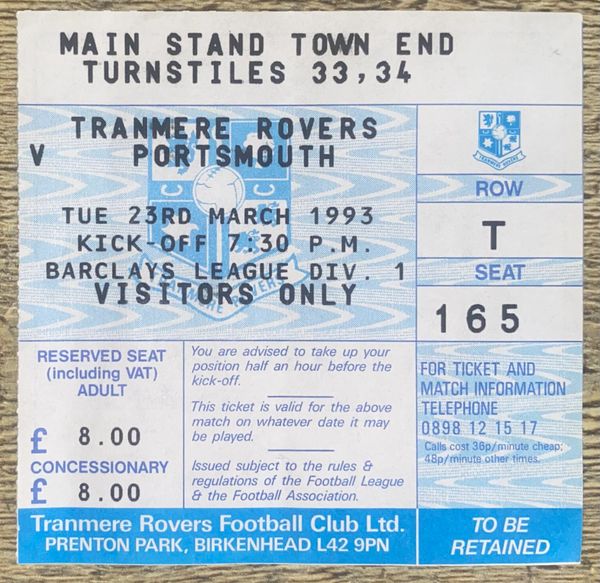 MAIN STAND TOWN END
TURNSTILES 33,34
TRANMERE ROVERS
V PORTSMOUTH
TUE 23RD MARCH 1993
KICK-OFF 7:30 P.M.
BARCLAYS LEAGUE DIV. 1
VISITORS ONLY
TRANMERE ROVERS
TRANMERE ROVERS
ROW
T
SEAT
165
RESERVED SEAT
(including VAT)
ADULT
£ 8.00
CONCESSIONARY
£ 8.00
You are advised to take up your
position half an hour before the
kick-off.
This ticket is valid for the above
match on whatever date it may
be played.
Issued subject to the rules &
regulations of the Football League
& the Football Association.
FOR TICKET AND
MATCH INFORMATION
TELEPHONE
0898 12 15 17
Calls cost 36p/minute cheap;
48p/minute other times.
Tranmere Rovers Football Club Ltd.
PRENTON PARK, BIRKENHEAD L42 9PN
TO BE
RETAINED